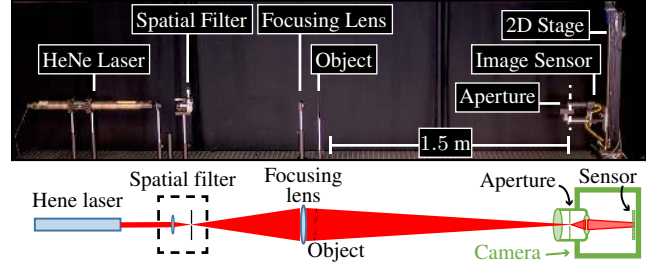 Spatial Filter
Focusing Lens
2D Stage
HeNe Laser
Object
Image Sensor
Aperture
1.5 m
Spatial filter
Focusing
lens
Aperture
Sensor
Hene laser
Object
Camera